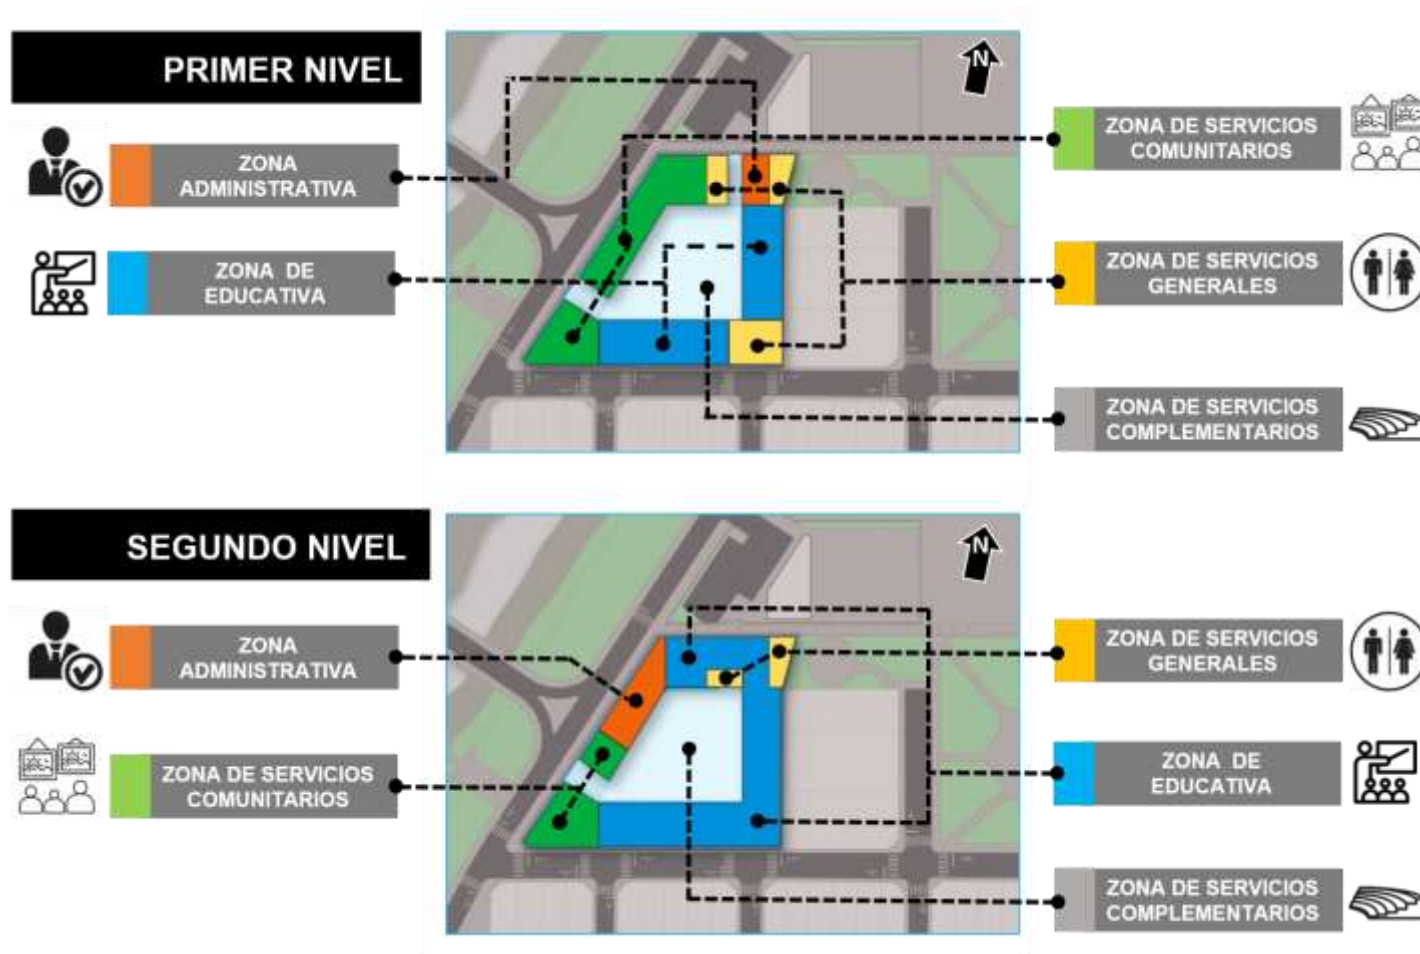 PRIMER NIVEL
N
ZONA
ADMINISTRATIVA
ZONA DE
EDUCATIVA
ZONA DE SERVICIOS
COMUNITARIOS
ZONA DE SERVICIOS
GENERALES
ZONA DE SERVICIOS
COMPLEMENTARIOS
SEGUNDO NIVEL
N
ZONA
ADMINISTRATIVA
ZONA DE SERVICIOS
COMUNITARIOS
ZONA DE SERVICIOS
GENERALES
ZONA DE
EDUCATIVA
ZONA DE SERVICIOS
COMPLEMENTARIOS